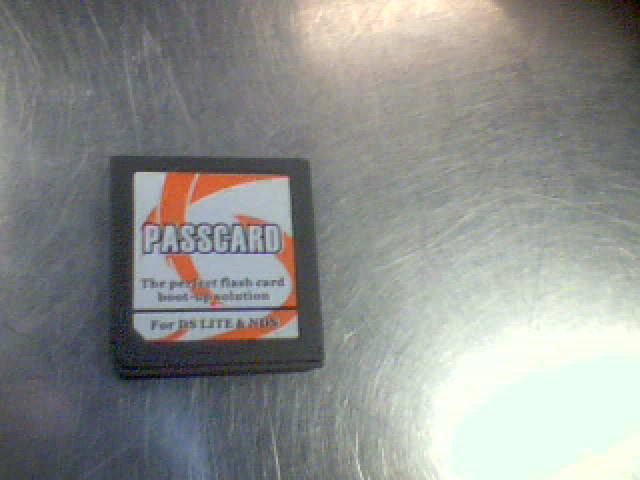 PASSCARD
The perfect flash card
boot-up solution
For DS LITE & NDS